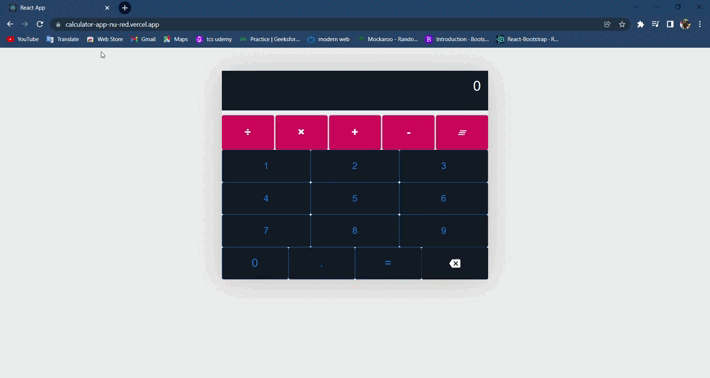 React App
calculator-app-nu-red.vercel.app
YouTube Translate Web Store Gmail Maps tcs udemy Practice | Geeksfor... modern web Mockaroo - Rando... Introduction · Boots... React-Bootstrap · R...
0
÷ × + -
1 2 3
4 5 6
7 8 9
0 . =